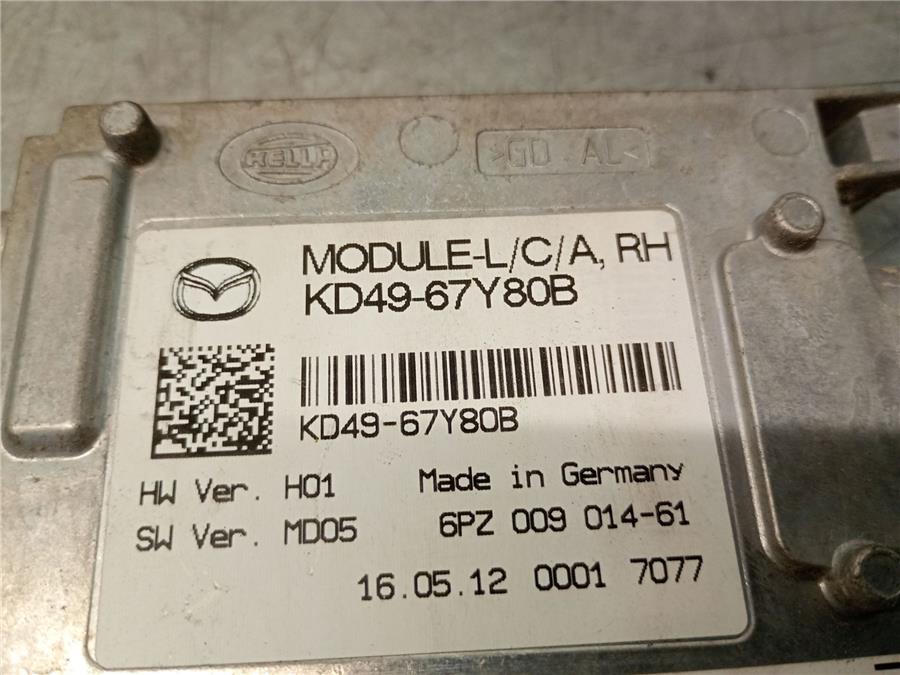 HELLA
>GD AL<
MODULE-L/C/A, RH
KD49-67Y80B
KD49-67Y80B
HW Ver. H01
Made in Germany
SW Ver. MD05
6PZ 009 014-61
16.05.12 0001 7077